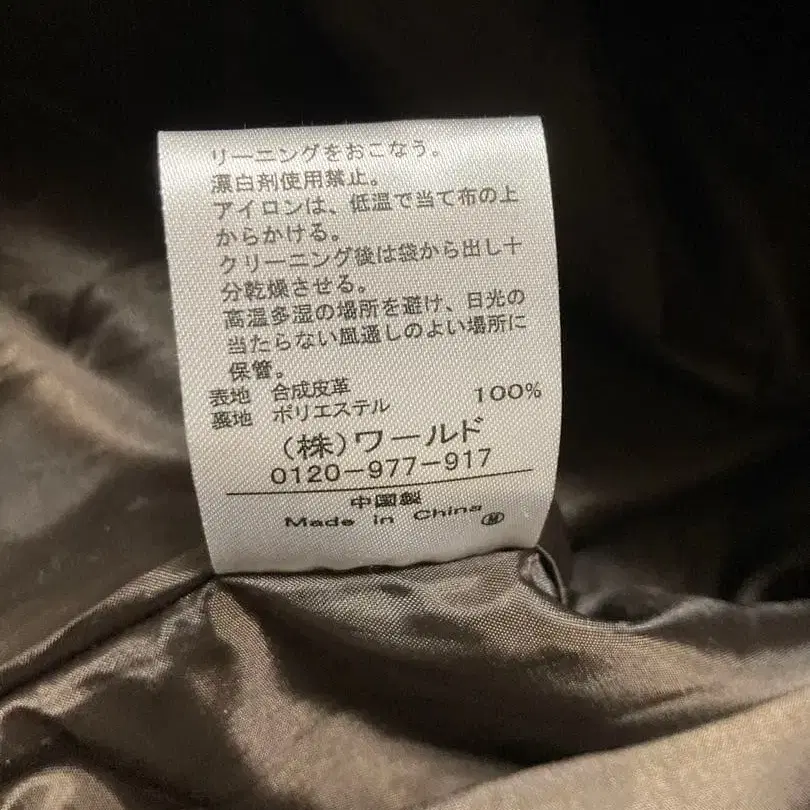 リーニングをおこなう。
漂白剤使用禁止。
アイロンは、低温で当て布の上
からかける。
クリーニング後は袋から出し十
分乾燥させる。
高温多湿の場所を避け、日光の
当たらない風通しのよい場所に
保管。
表地 合成皮革
裏地 ポリエステル 100%
(株)ワールド
0120-977-917
中国製
Made in China Ⓜ